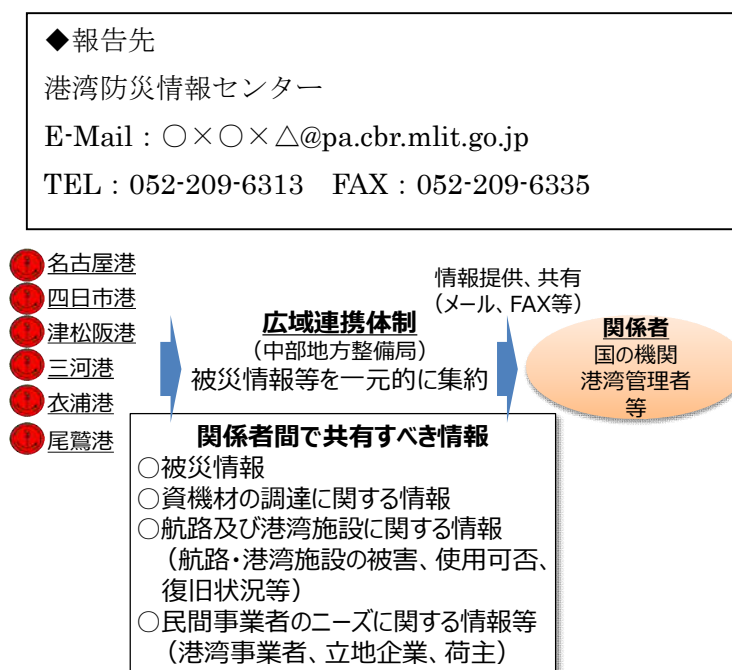 ◆報告先
港湾防災情報センター
E-Mail：○×○×△@pa.cbr.mlit.go.jp
TEL：052-209-6313　FAX：052-209-6335
名古屋港
四日市港
津松阪港
三河港
衣浦港
尾鷲港
広域連携体制
（中部地方整備局）
被災情報等を一元的に集約
情報提供、共有
（メール、FAX等）
関係者
国の機関
港湾管理者
等
関係者間で共有すべき情報
○被災情報
○資機材の調達に関する情報
○航路及び港湾施設に関する情報
（航路・港湾施設の被害、使用可否、
復旧状況等）
○民間事業者のニーズに関する情報等
（港湾事業者、立地企業、荷主）